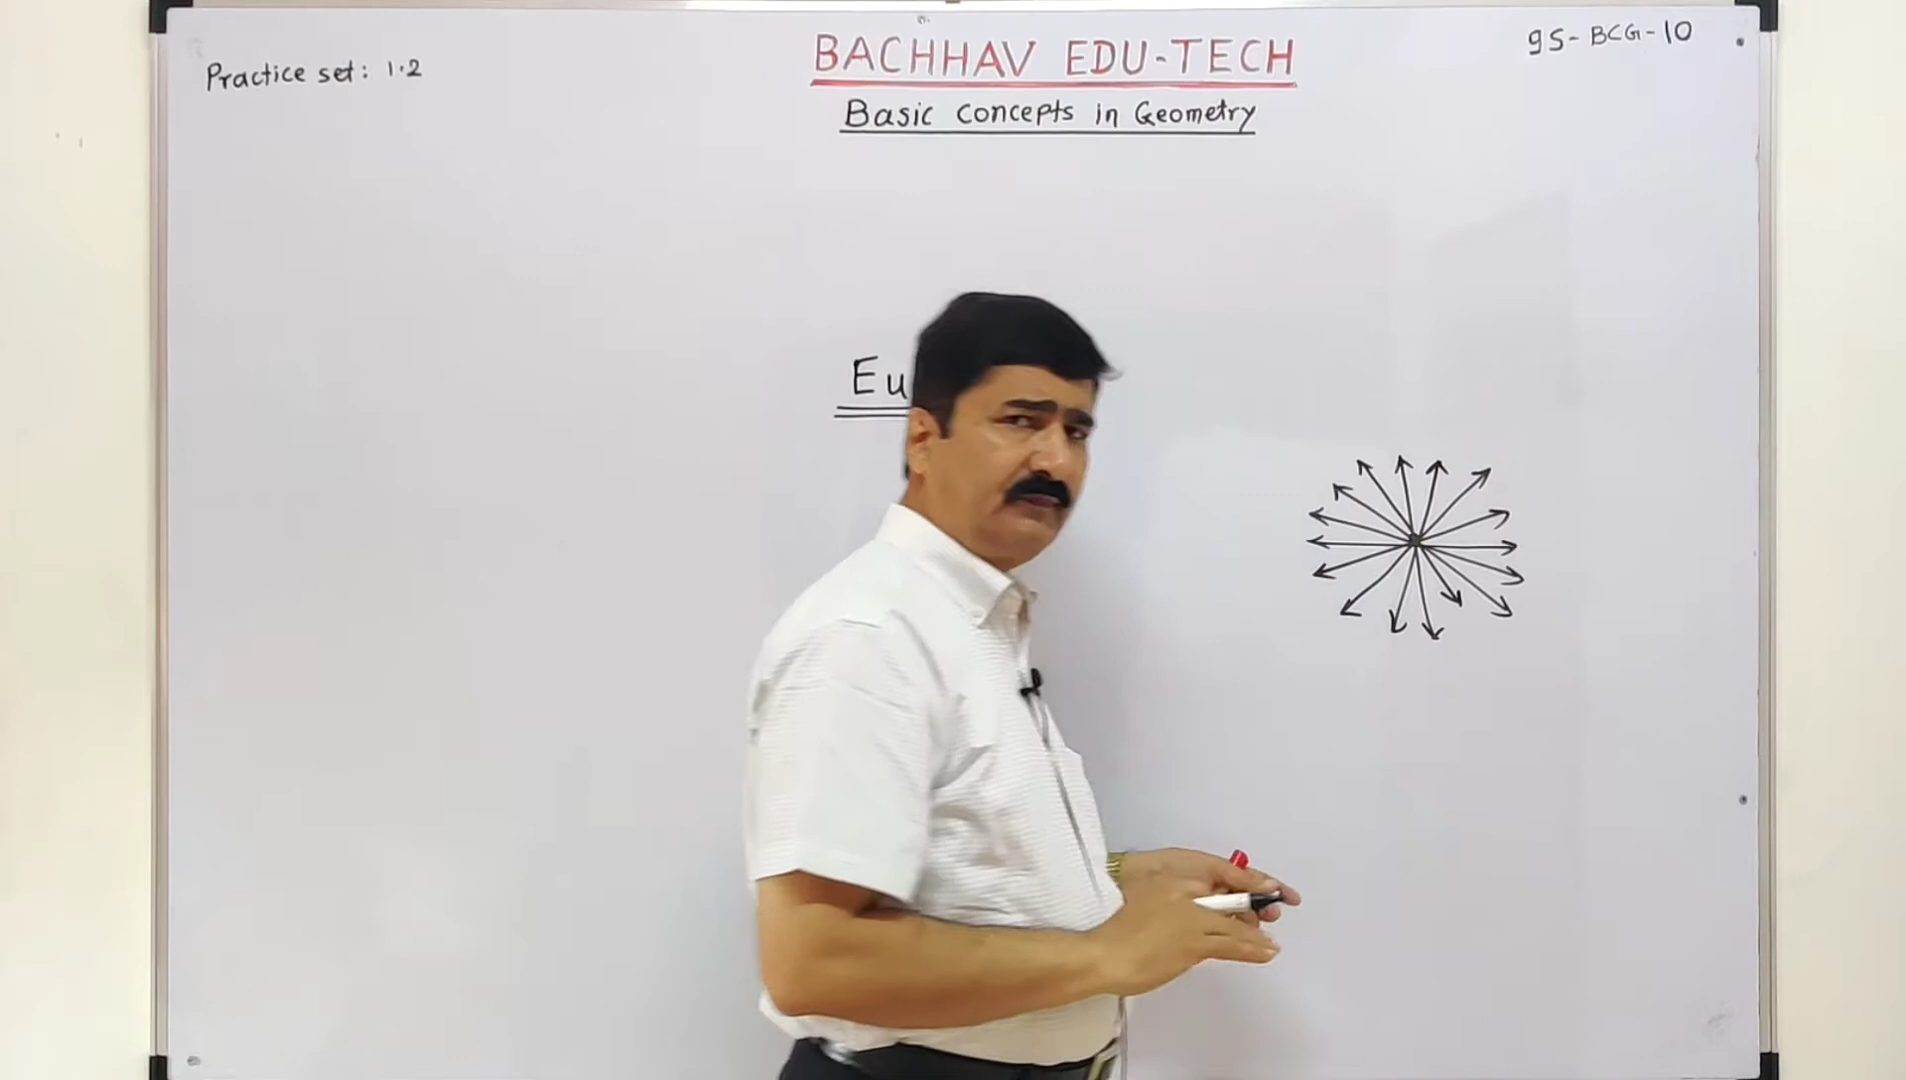 BACHHAV EDU-TECH
9S-BCG-10
Practice set: 1.2
Basic concepts in Geometry
Eu